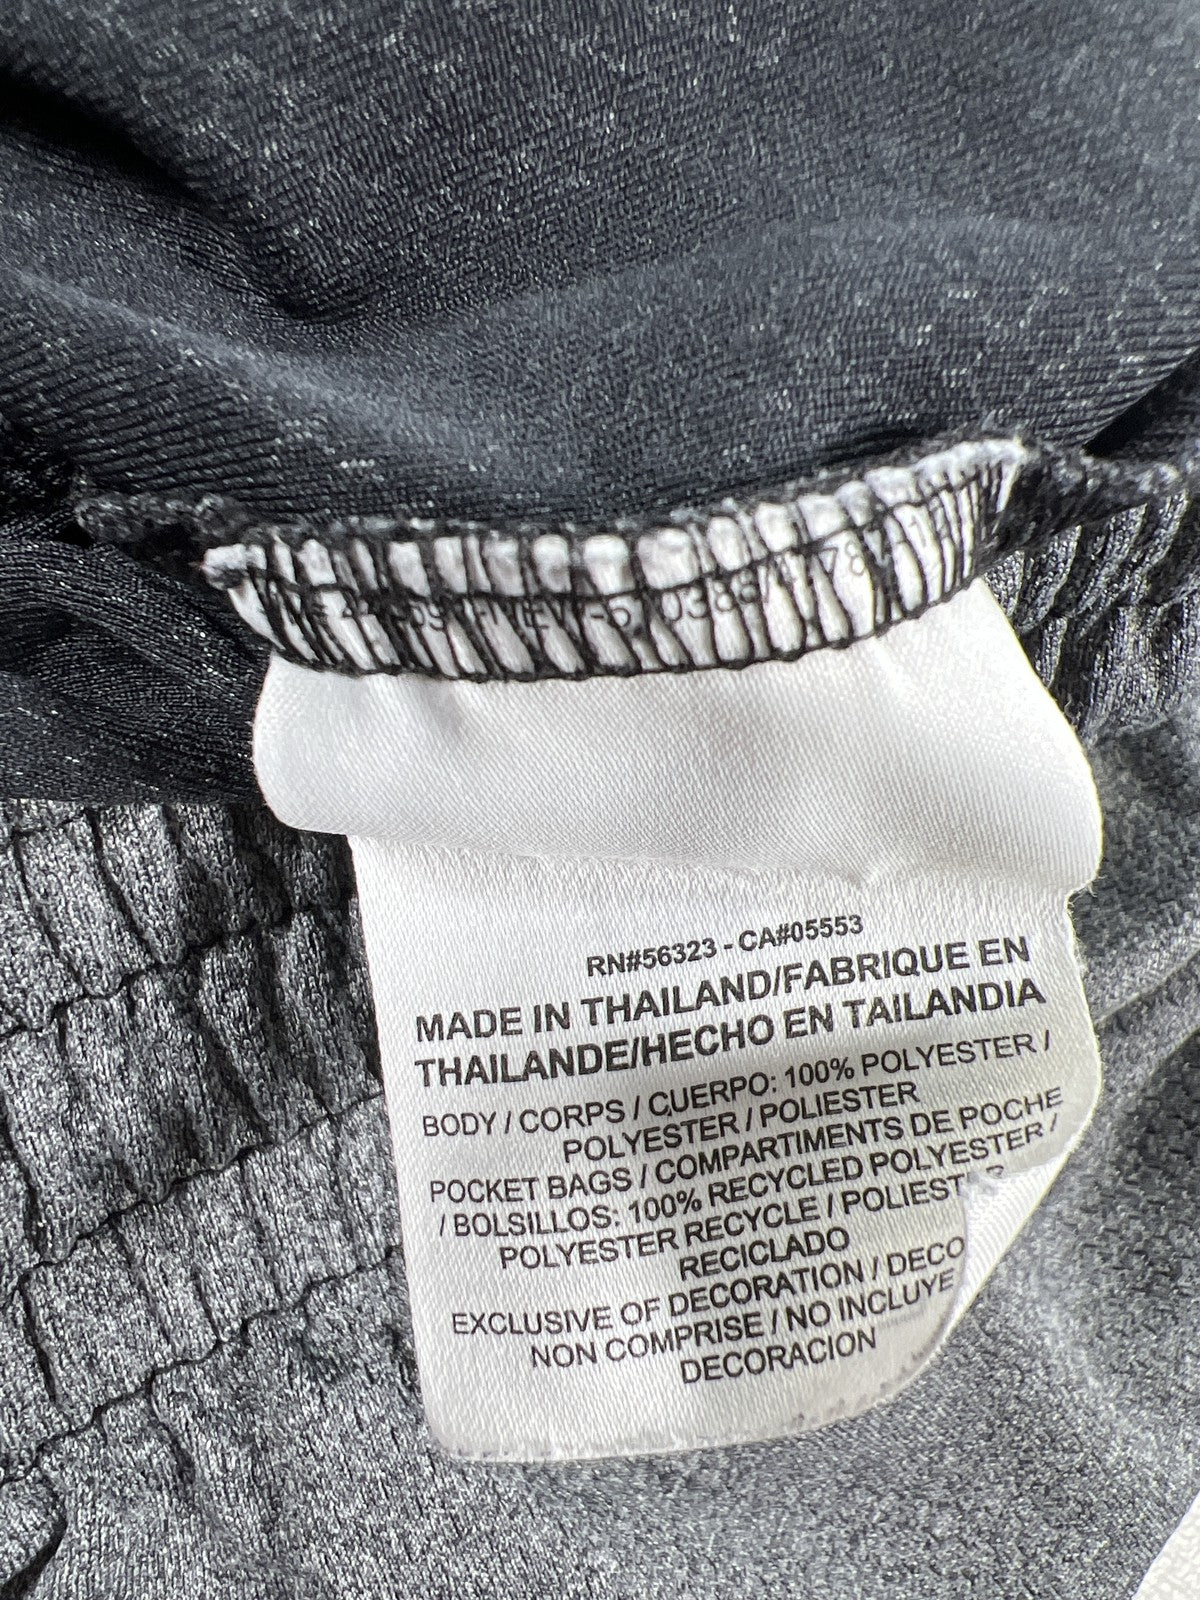 RN#56323 - CA#05553
MADE IN THAILAND/FABRIQUE EN
THAILANDE/HECHO EN TAILANDIA
BODY / CORPS / CUERPO: 100% POLYESTER /
POLYESTER / POLIESTER
POCKET BAGS / COMPARTIMENTS DE POCHE
/ BOLSILLOS: 100% RECYCLED POLYESTER /
POLYESTER RECYCLE / POLIEST R
RECICLADO
EXCLUSIVE OF DECORATION / DECO
NON COMPRISE / NO INCLUYE
DECORACION